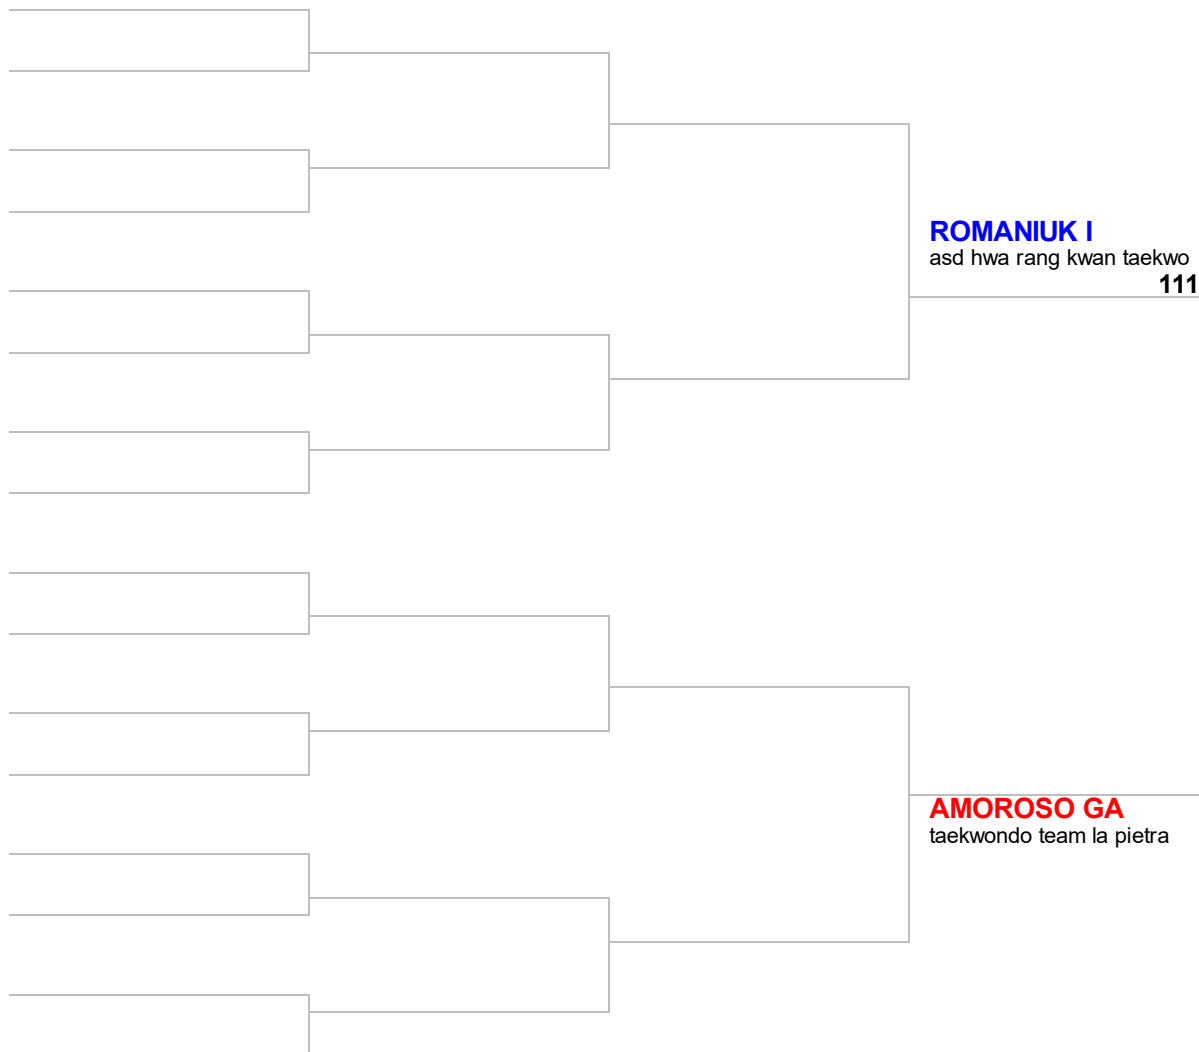 ROMANIUK I
asd hwa rang kwan taekwo
111
AMOROSO GA
taekwondo team la pietra